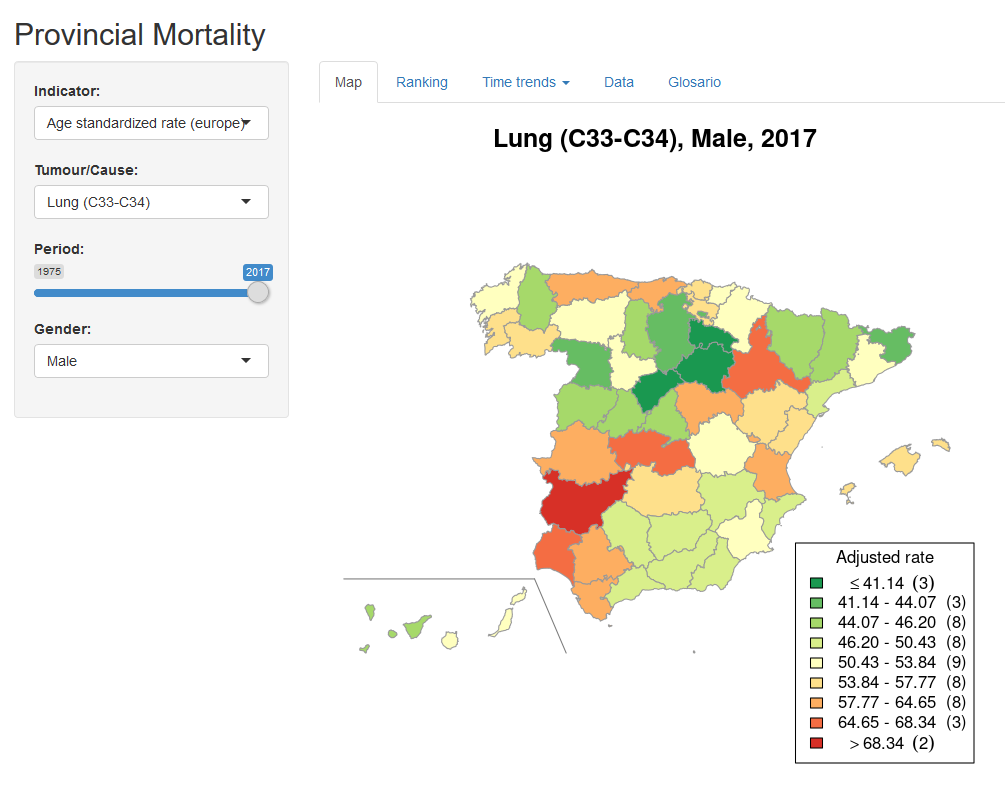 Provincial Mortality
Indicator:
Age standardized rate (europe)
Tumour/Cause:
Lung (C33-C34)
Period:
1975
2017
Gender:
Male
Map Ranking Time trends Data Glosario
Lung (C33-C34), Male, 2017
Adjusted rate
≤ 41.14 (3)
41.14 - 44.07 (3)
44.07 - 46.20 (8)
46.20 - 50.43 (8)
50.43 - 53.84 (9)
53.84 - 57.77 (8)
57.77 - 64.65 (8)
64.65 - 68.34 (3)
> 68.34 (2)